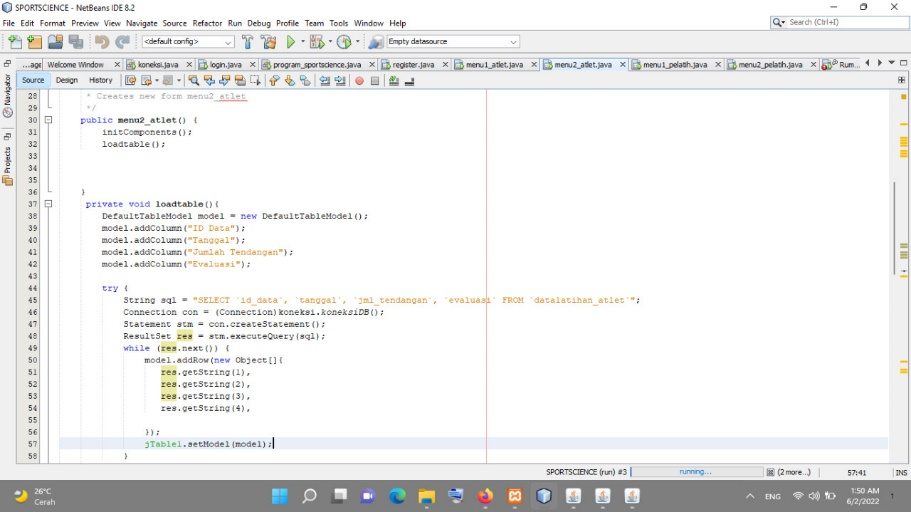 SPORTSCIENCE - NetBeans IDE 8.2
File Edit Format Preview View Navigate Source Refactor Run Debug Profile Team Tools Window Help
Search (Ctrl+I)
<default config>
Empty datasource
...age Welcome Window koneksi.java login.java program_sportscience.java register.java menu1_atlet.java menu2_atlet.java menu1_pelatih.java menu2_pelatih.java Rum...
Source Design History
Navigator
Projects
28 * Creates new form menu2_atlet
29 */
30 public menu2_atlet() {
31 initComponents();
32 loadtable();
33
34
35
36 }
37 private void loadtable(){
38 DefaultTableModel model = new DefaultTableModel();
39 model.addColumn("ID Data");
40 model.addColumn("Tanggal");
41 model.addColumn("Jumlah Tendangan");
42 model.addColumn("Evaluasi");
43
44 try {
45 String sql = "SELECT `id_data`, `tanggal`, `jml_tendangan`, `evaluasi` FROM `datalatihan_atlet`";
46 Connection con = (Connection)koneksi.koneksiDB();
47 Statement stm = con.createStatement();
48 ResultSet res = stm.executeQuery(sql);
49 while (res.next()) {
50 model.addRow(new Object[]{
51 res.getString(1),
52 res.getString(2),
53 res.getString(3),
54 res.getString(4),
55
56 });
57 jTable1.setModel(model);
58 }
SPORTSCIENCE (run) #3 running... (2 more...) 57:41 INS
26°C
Cerah
ENG
1:50 AM
6/2/2022
1